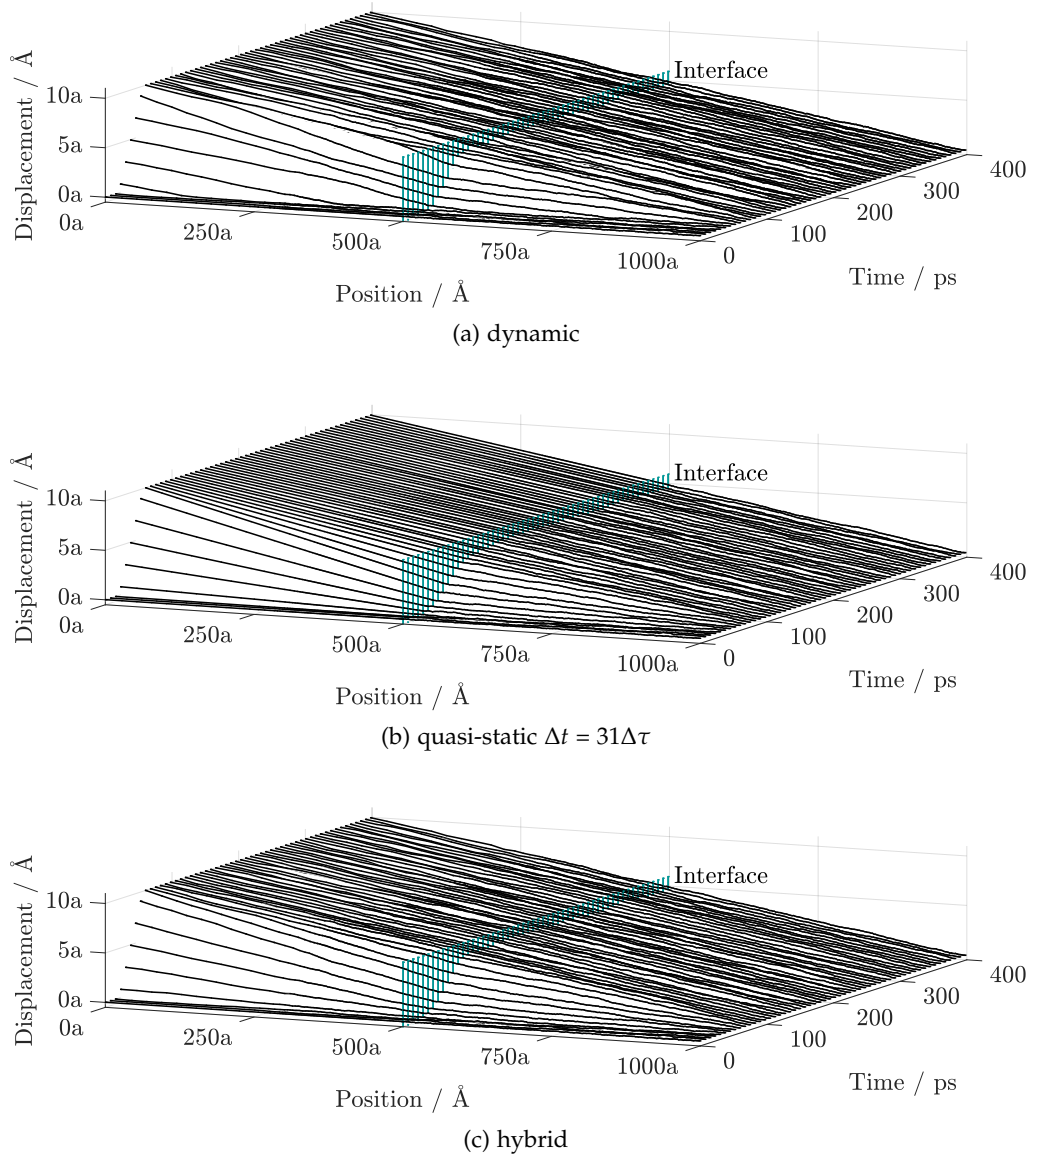 Interface
Displacement / Å
10a
5a
0a
0a
250a
500a
750a
1000a
0
100
200
300
400
Position / Å
Time / ps
(a) dynamic
Interface
Displacement / Å
10a
5a
0a
0a
250a
500a
750a
1000a
0
100
200
300
400
Position / Å
Time / ps
(b) quasi-static Δt = 31Δτ
Interface
Displacement / Å
10a
5a
0a
0a
250a
500a
750a
1000a
0
100
200
300
400
Position / Å
Time / ps
(c) hybrid